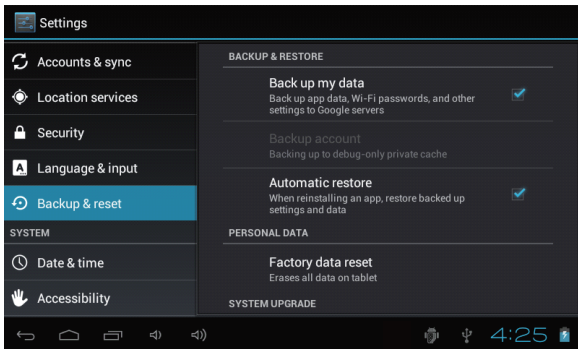 Settings
Accounts & sync
Location services
Security
Language & input
Backup & reset
SYSTEM
Date & time
Accessibility
BACKUP & RESTORE
Back up my data
Back up app data, Wi-Fi passwords, and other
settings to Google servers
Backup account
Backing up to debug-only private cache
Automatic restore
When reinstalling an app, restore backed up
settings and data
PERSONAL DATA
Factory data reset
Erases all data on tablet
SYSTEM UPGRADE
4:25